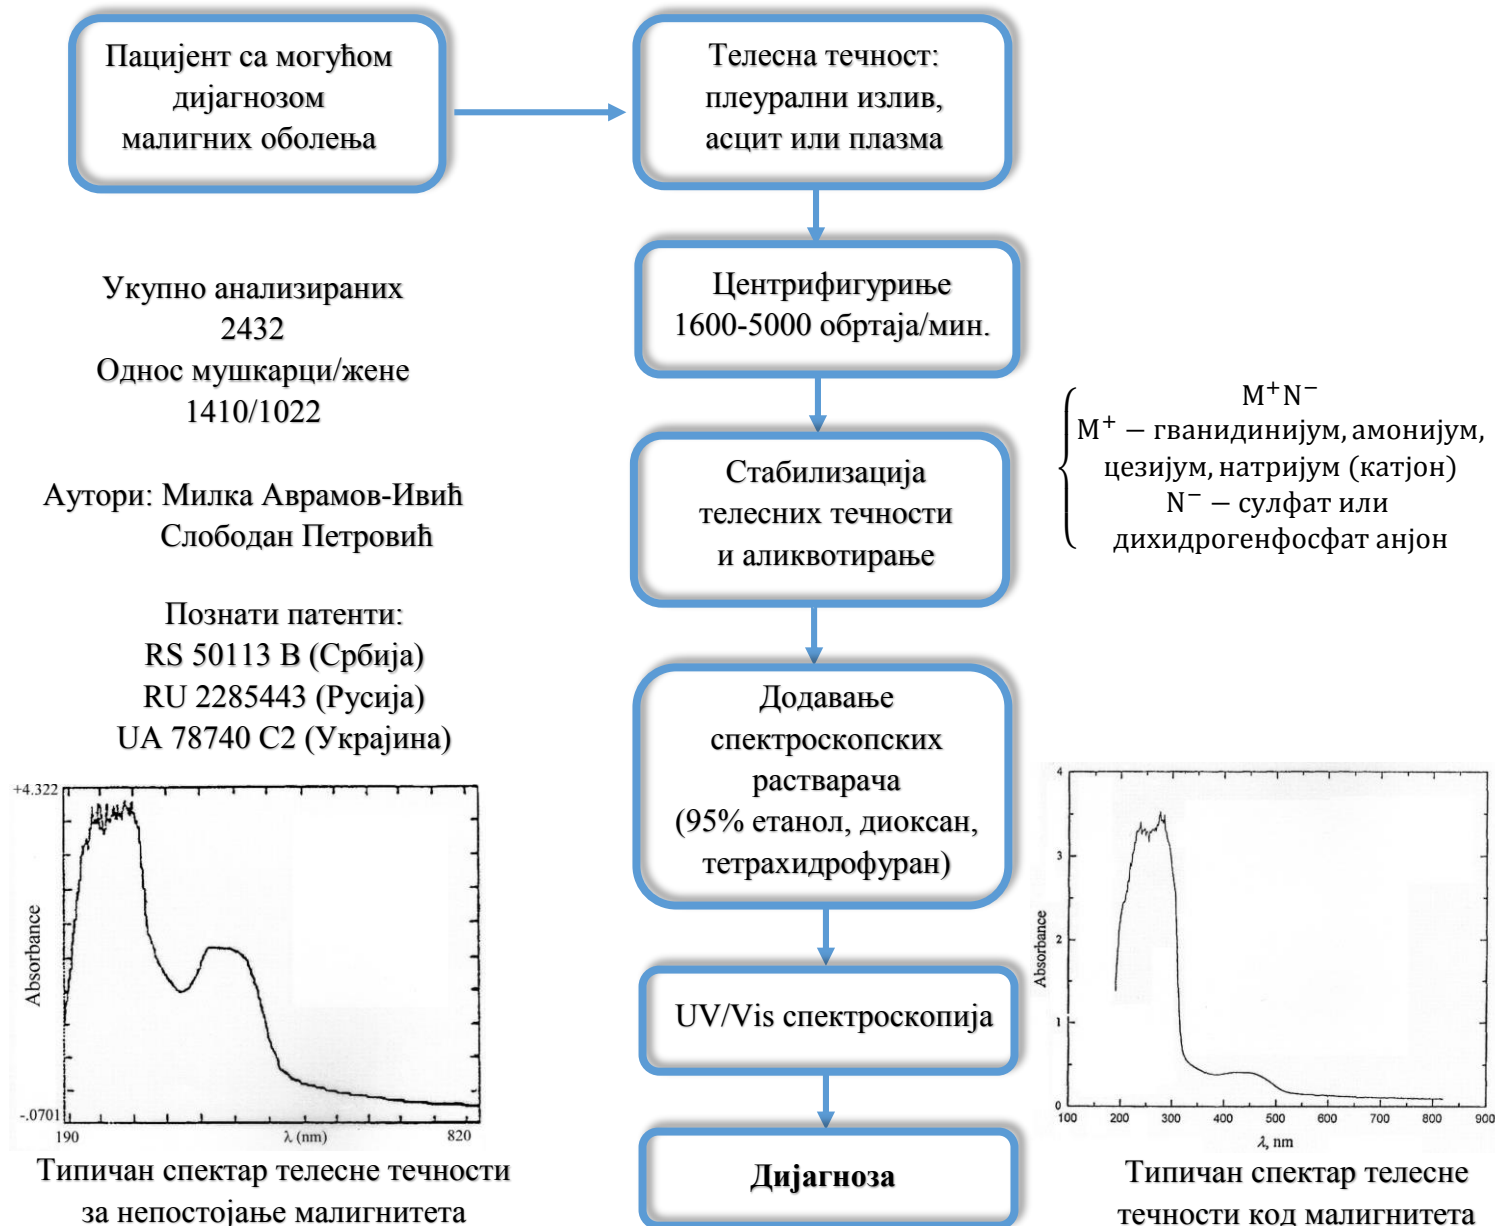 Пацијент са могућом
дијагнозом
малигних оболења
Телесна течност:
плеурални излив,
асцит или плазма
Центрифигуриње
1600-5000 обртаја/мин.
Укупно анализираних
2432
Однос мушкарци/жене
1410/1022
Аутори: Милка Аврамов-Ивић
Слободан Петровић
Познати патенти:
RS 50113 B (Србија)
RU 2285443 (Русија)
UA 78740 C2 (Украјина)
Стабилизација
телесних течности
и аликвотирање
M⁺N⁻
M⁺ − гванидинијум, амонијум,
цезијум, натријум (катјон)
N⁻ − сулфат или
дихидрогенфосфат анјон
Додавање
спектроскопских
растварача
(95% етанол, диоксан,
тетрахидрофуран)
UV/Vis спектроскопија
Дијагноза
+4.322
Absorbance
-.0701
190
λ (nm)
820
Типичан спектар телесне течности
за непостојање малигнитета
4
3
2
1
0
Absorbance
100 200 300 400 500 600 700 800 900
λ, nm
Типичан спектар телесне
течности код малигнитета